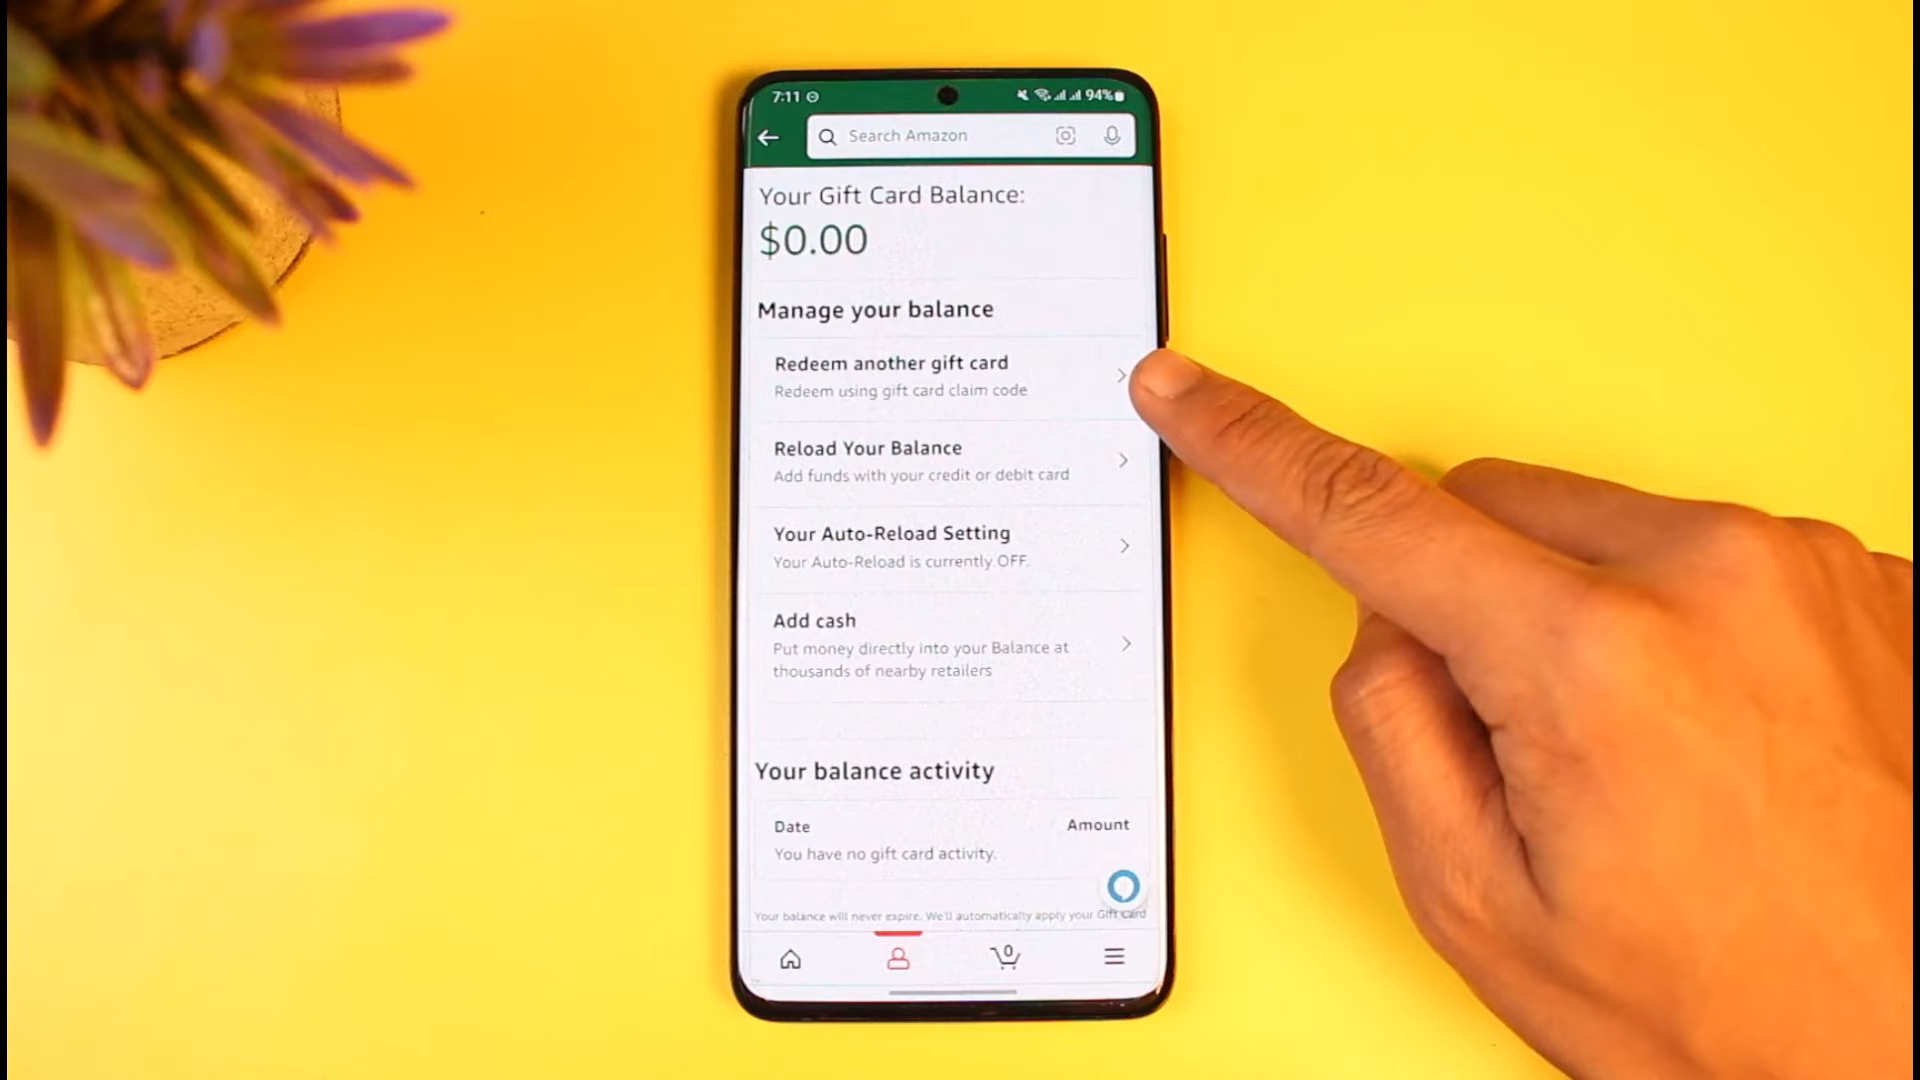 7:11
94%
Search Amazon
Your Gift Card Balance:
$0.00
Manage your balance
Redeem another gift card
Redeem using gift card claim code
Reload Your Balance
Add funds with your credit or debit card
Your Auto-Reload Setting
Your Auto-Reload is currently OFF.
Add cash
Put money directly into your Balance at
thousands of nearby retailers
Your balance activity
Date Amount
You have no gift card activity.
Your balance will never expire. We'll automatically apply your Gift Card
0